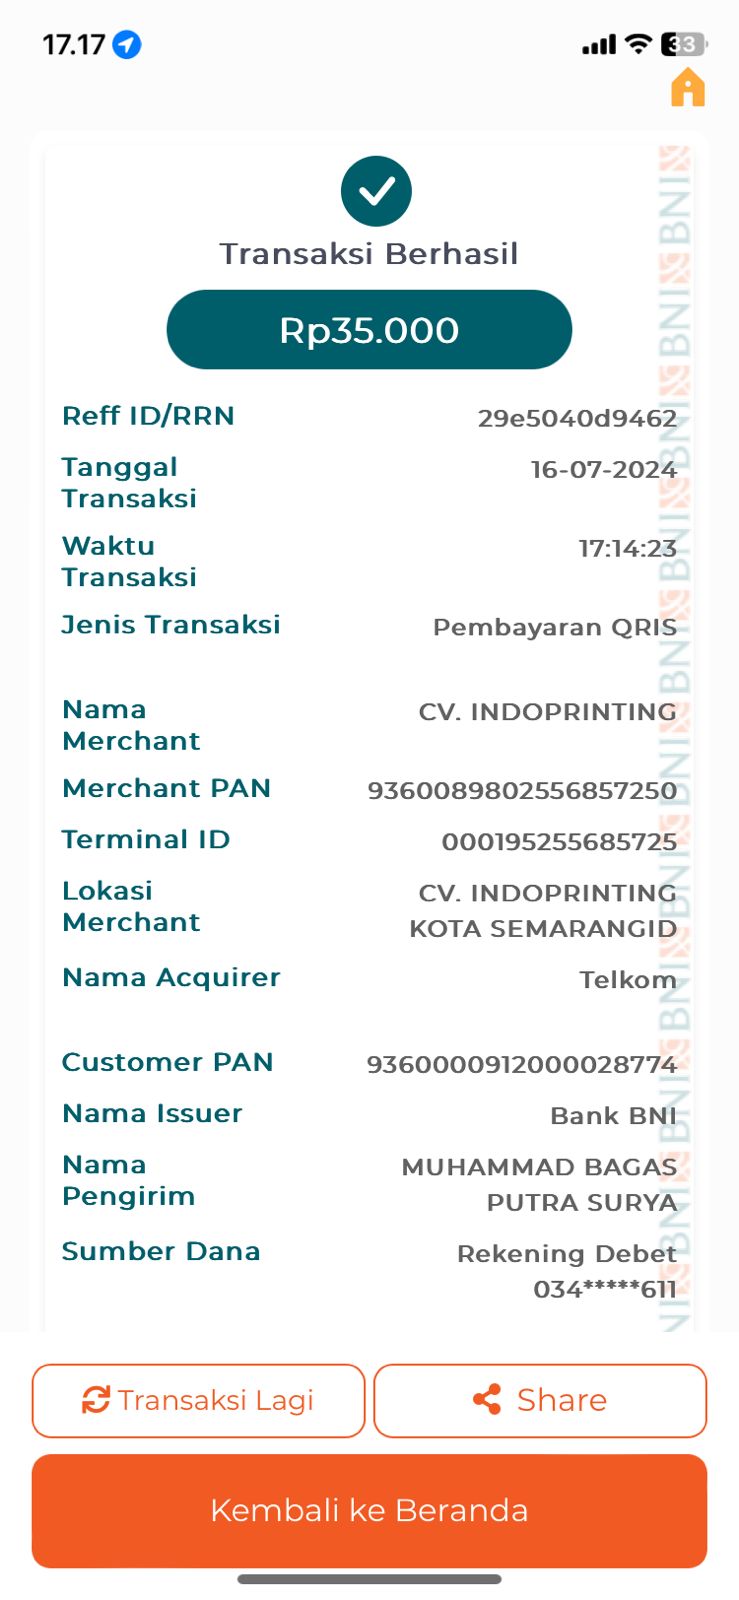 17.17
33
Transaksi Berhasil
Rp35.000
Reff ID/RRN
29e5040d9462
Tanggal
Transaksi
16-07-2024
Waktu
Transaksi
17:14:23
Jenis Transaksi
Pembayaran QRIS
Nama
Merchant
CV. INDOPRINTING
Merchant PAN
9360089802556857250
Terminal ID
000195255685725
Lokasi
Merchant
CV. INDOPRINTING
KOTA SEMARANGID
Nama Acquirer
Telkom
Customer PAN
9360000912000028774
Nama Issuer
Bank BNI
Nama
Pengirim
MUHAMMAD BAGAS
PUTRA SURYA
Sumber Dana
Rekening Debet
034*****611
BNI BNI BNI BNI BNI BNI BNI BNI BNI BNI BNI
Transaksi Lagi
Share
Kembali ke Beranda